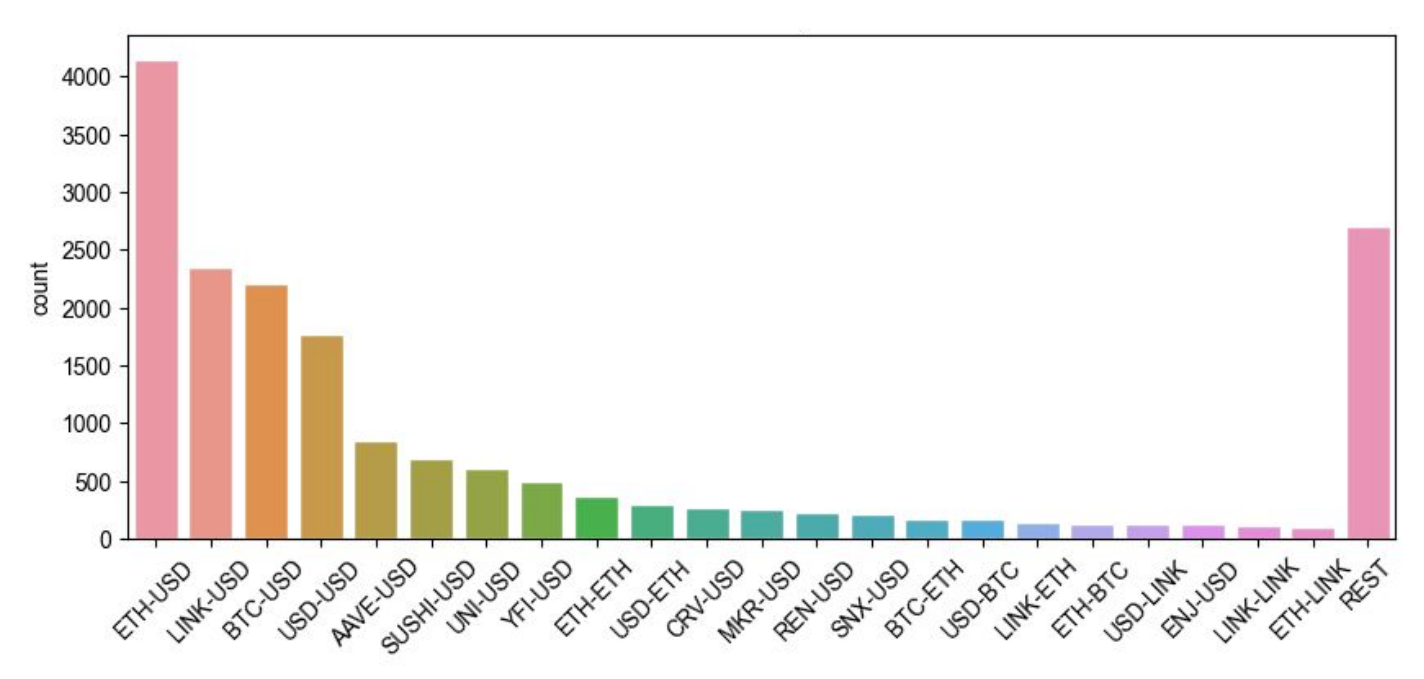 4000
3500
3000
2500
2000
1500
1000
500
0
count
ETH-USD
LINK-USD
BTC-USD
USD-USD
AAVE-USD
SUSHI-USD
UNI-USD
YFI-USD
ETH-ETH
USD-ETH
CRV-USD
MKR-USD
REN-USD
SNX-USD
BTC-ETH
USD-BTC
LINK-ETH
ETH-BTC
USD-LINK
ENJ-USD
LINK-LINK
ETH-LINK
REST